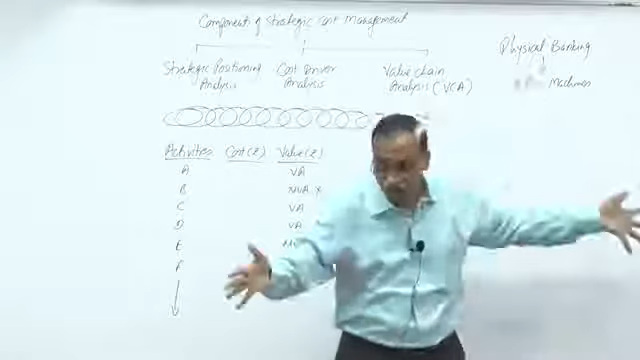 Components of Strategic Cost Management
Physical Banking
Strategic Positioning Analysis
Cost Driver Analysis
Value chain Analysis (VCA)
Activities Cost(₹) Value(₹)
A VA
B NVA x
C VA
D VA
E
F